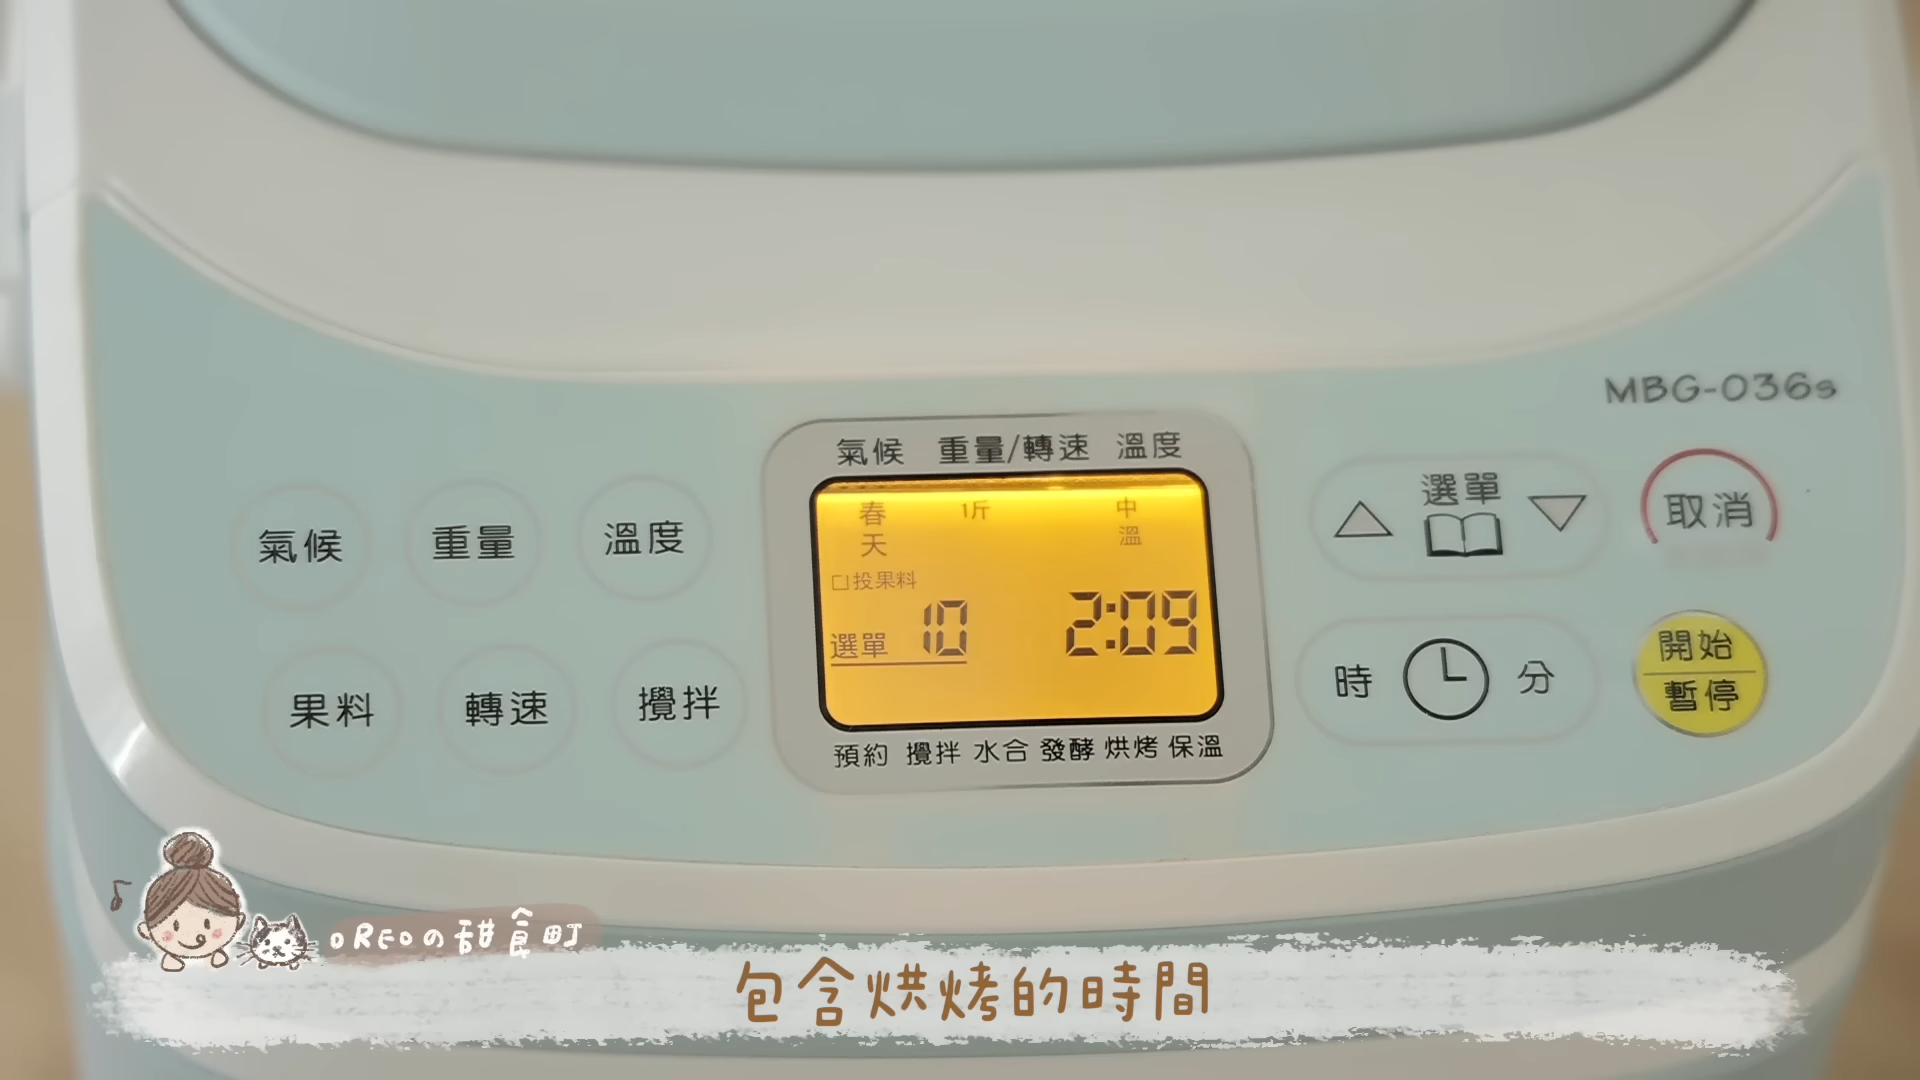 MBG-036s
氣候 重量/轉速 溫度
春天 1斤 中溫
投果料
選單 10 2:09
預約 攪拌 水合 發酵 烘烤 保溫
氣候 重量 溫度
果料 轉速 攪拌
選單
取消
時 分
開始
暫停
OREOの甜食町
包含烘烤的時間